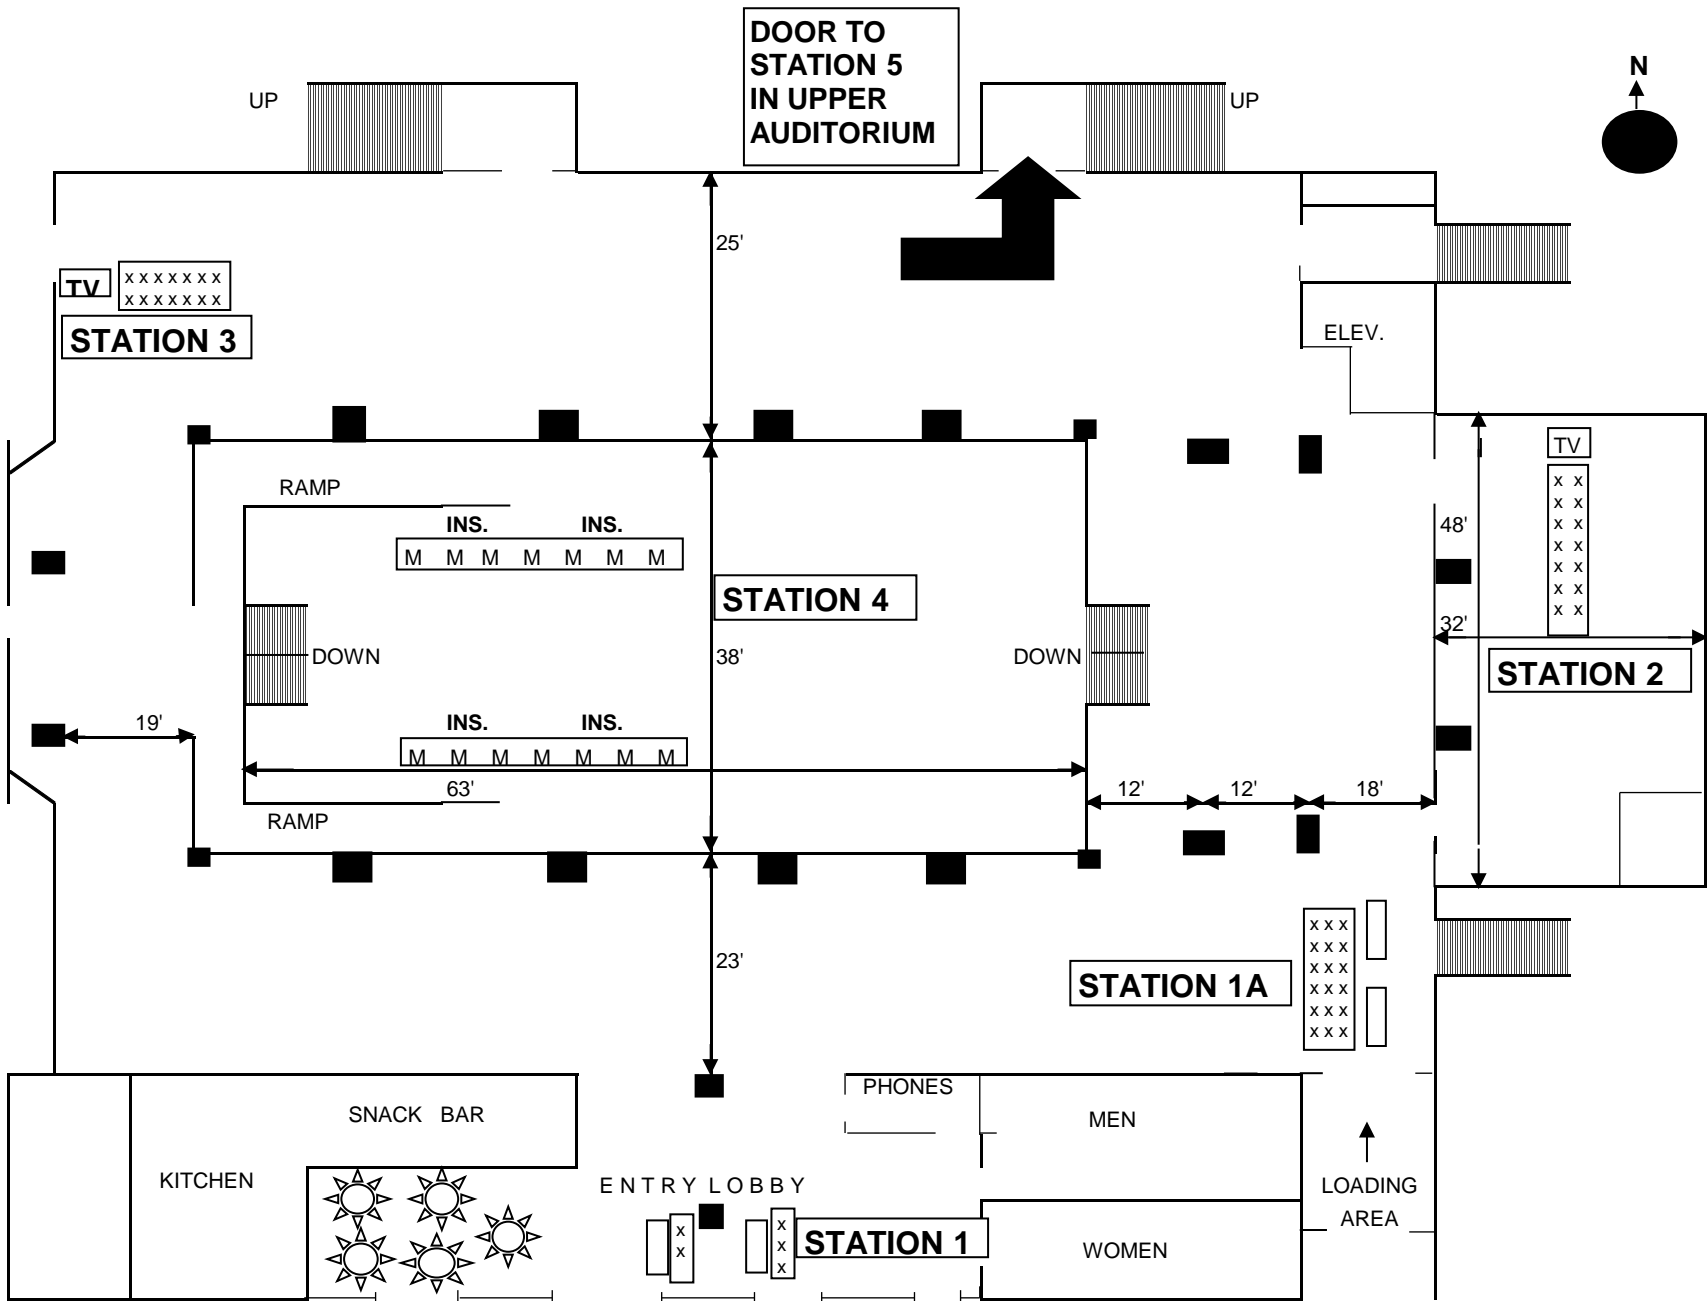 DOOR TO
STATION 5
IN UPPER
AUDITORIUM
N
UP
UP
25'
TV
x x x x x x x
x x x x x x x
STATION 3
ELEV.
TV
x x
x x
x x
x x
x x
x x
x x
RAMP
INS. INS.
M M M M M M M
48'
STATION 4
32'
DOWN
38'
DOWN
STATION 2
19'
INS. INS.
M M M M M M M
63'
12' 12' 18'
RAMP
x x x
x x x
x x x
x x x
x x x
x x x
23'
STATION 1A
PHONES
SNACK BAR
MEN
KITCHEN
ENTRY LOBBY
LOADING
AREA
x
x
x
x
x
STATION 1
WOMEN